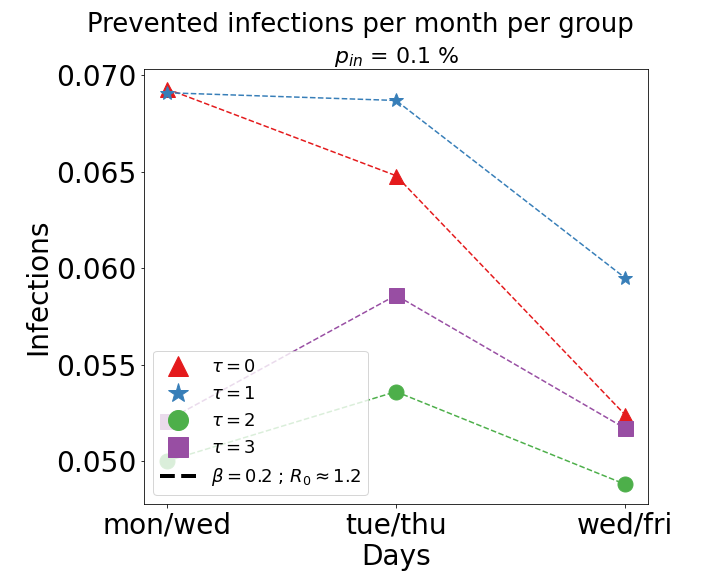 Prevented infections per month per group
p_in = 0.1 %
0.070
0.065
0.060
0.055
0.050
Infections
τ = 0
τ = 1
τ = 2
τ = 3
β = 0.2 ; R₀ ≈ 1.2
mon/wed tue/thu wed/fri
Days